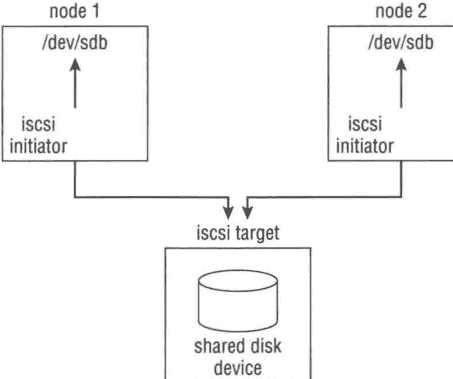 node 1
node 2
/dev/sdb
/dev/sdb
iscsi
initiator
iscsi
initiator
iscsi target
shared disk
device